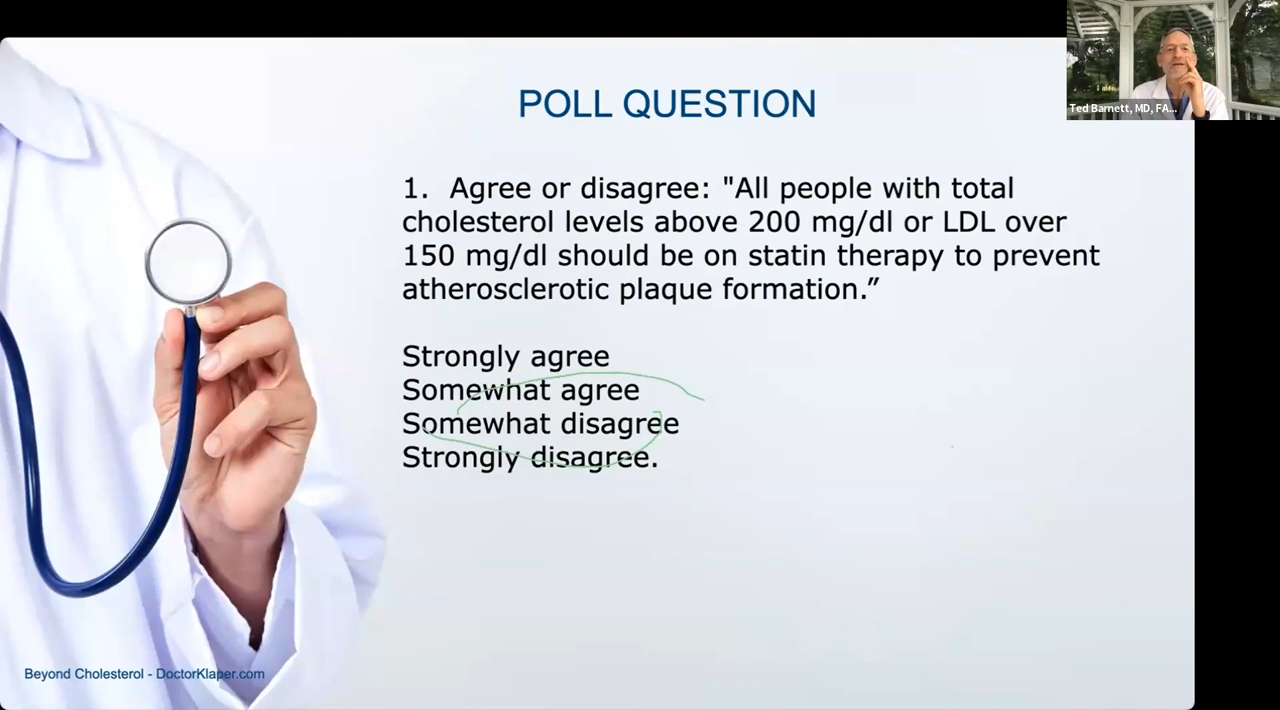 Ted Barnett, MD, FA...
POLL QUESTION
1. Agree or disagree: "All people with total
cholesterol levels above 200 mg/dl or LDL over
150 mg/dl should be on statin therapy to prevent
atherosclerotic plaque formation.”
Strongly agree
Somewhat agree
Somewhat disagree
Strongly disagree.
Beyond Cholesterol - DoctorKlaper.com